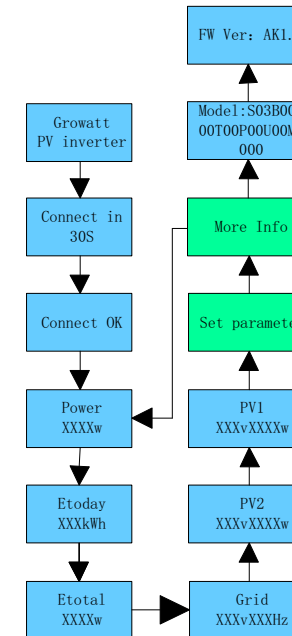 FW Ver: AK1.
Model:S03B00
00T00P00U00M
000
Growatt
PV inverter
Connect in
30S
More Info
Connect OK
Set paramete
Power
XXXXw
PV1
XXXvXXXXw
Etoday
XXXkWh
PV2
XXXvXXXXw
Etotal
XXXXw
Grid
XXXvXXXHz